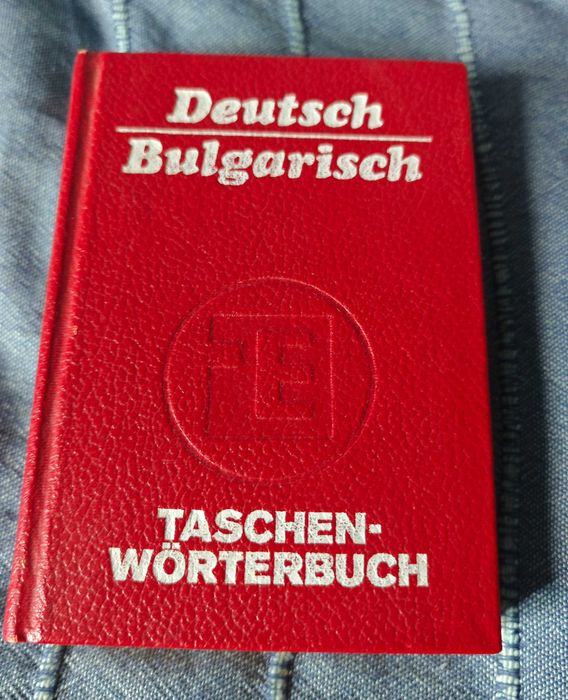 Deutsch
Bulgarisch
TASCHEN-
WÖRTERBUCH